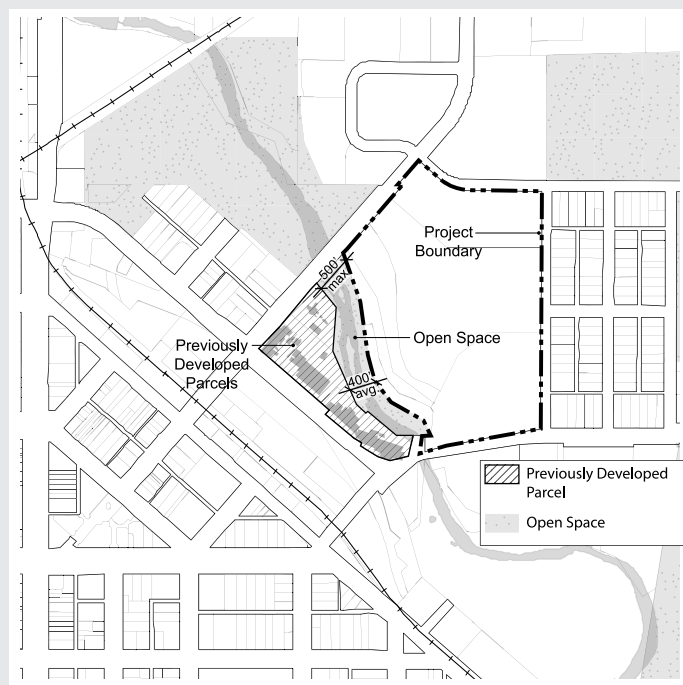 Project
Boundary
500'
max.
Open Space
Previously
Developed
Parcels
400'
avg.
Previously Developed
Parcel
Open Space